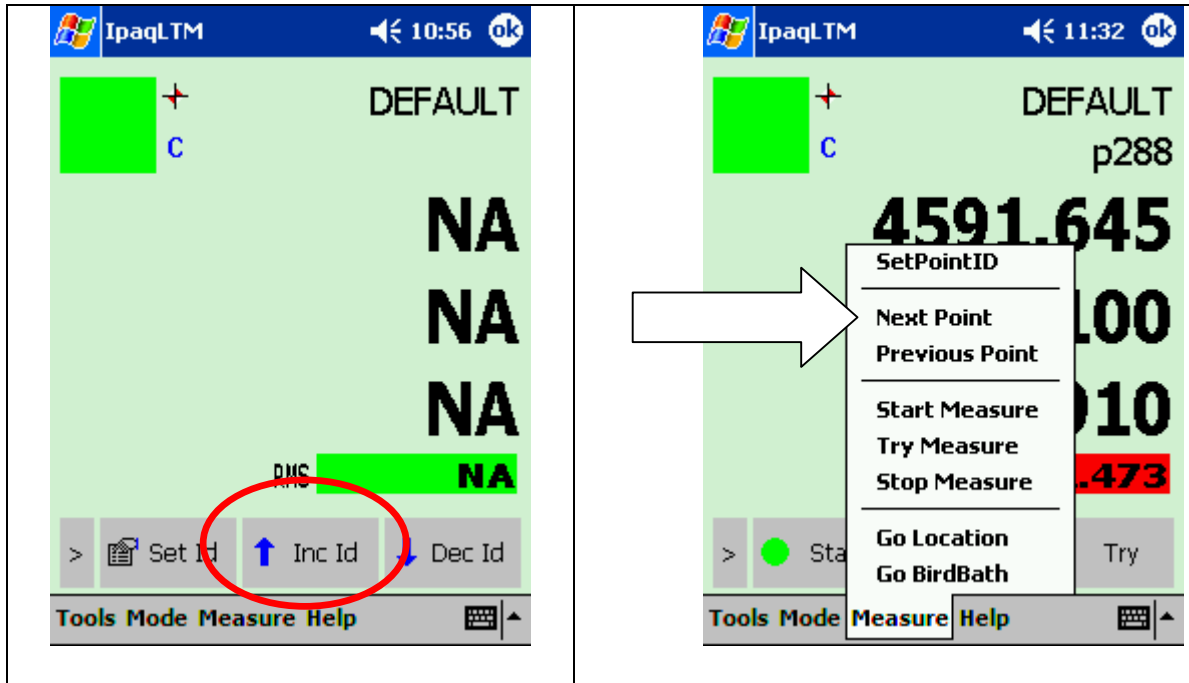 IpaqLTM 10:56 ok
DEFAULT
C
NA
NA
NA
RMS NA
> Set Id Inc Id Dec Id
Tools Mode Measure Help
IpaqLTM 11:32 ok
DEFAULT
C p288
4591.645
SetPointID
Next Point 100
Previous Point
Start Measure 910
Try Measure
Stop Measure .473
Go Location
> Sta Try
Go BirdBath
Tools Mode Measure Help